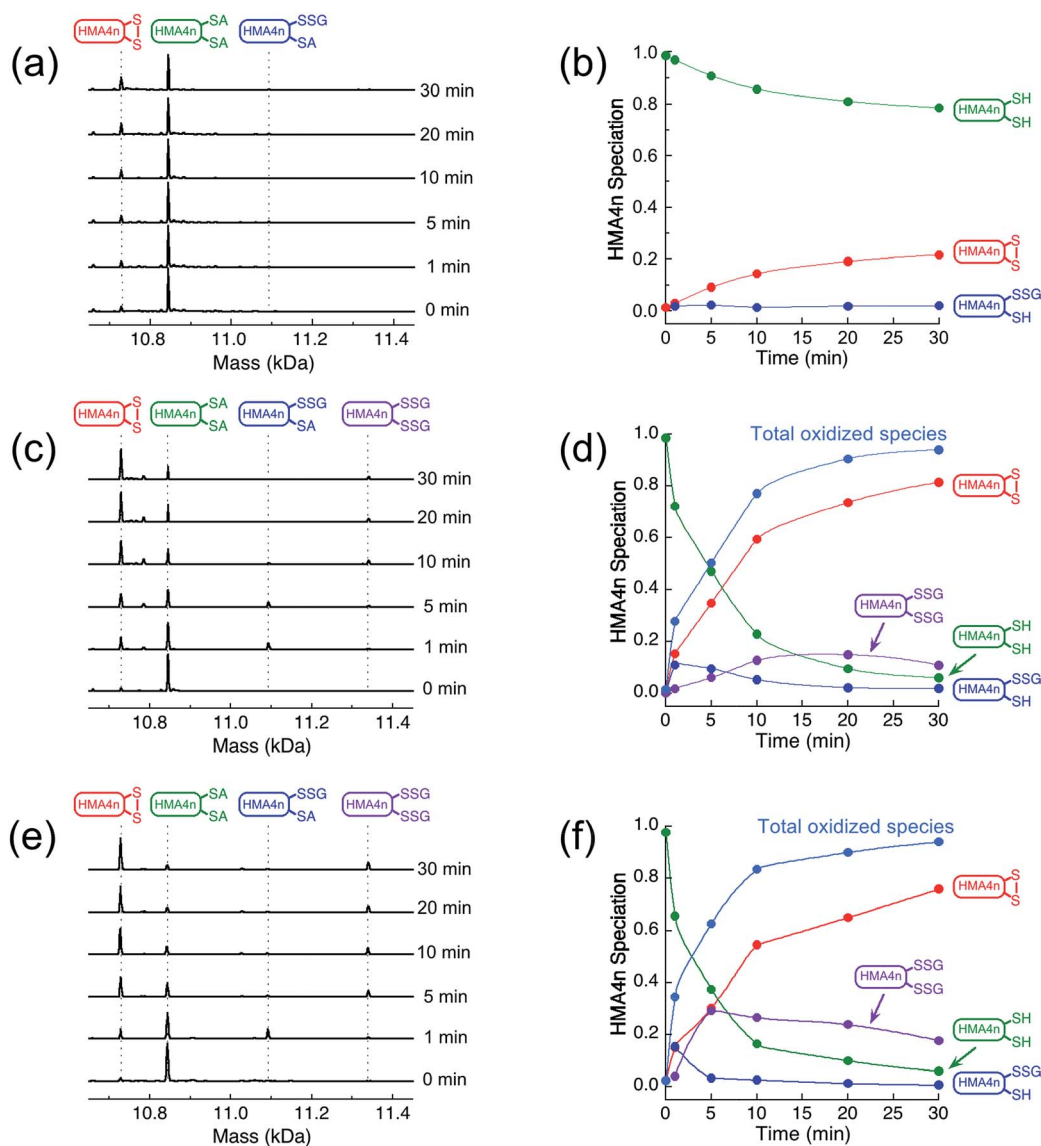 (a)
HMA4n S S
HMA4n SA SA
HMA4n SSG SA
30 min
20 min
10 min
5 min
1 min
0 min
10.8 11.0 11.2 11.4
Mass (kDa)
(b)
HMA4n Speciation
1.0
0.8
0.6
0.4
0.2
0.0
0 5 10 15 20 25 30
Time (min)
HMA4n SH SH
HMA4n S S
HMA4n SSG SH
(c)
HMA4n S S
HMA4n SA SA
HMA4n SSG SA
HMA4n SSG SSG
30 min
20 min
10 min
5 min
1 min
0 min
10.8 11.0 11.2 11.4
Mass (kDa)
(d)
HMA4n Speciation
1.0
0.8
0.6
0.4
0.2
0.0
0 5 10 15 20 25 30
Time (min)
Total oxidized species
HMA4n S S
HMA4n SSG SSG
HMA4n SH SH
HMA4n SSG SH
(e)
HMA4n S S
HMA4n SA SA
HMA4n SSG SA
HMA4n SSG SSG
30 min
20 min
10 min
5 min
1 min
0 min
10.8 11.0 11.2 11.4
Mass (kDa)
(f)
HMA4n Speciation
1.0
0.8
0.6
0.4
0.2
0.0
0 5 10 15 20 25 30
Time (min)
Total oxidized species
HMA4n S S
HMA4n SSG SSG
HMA4n SH SH
HMA4n SSG SH